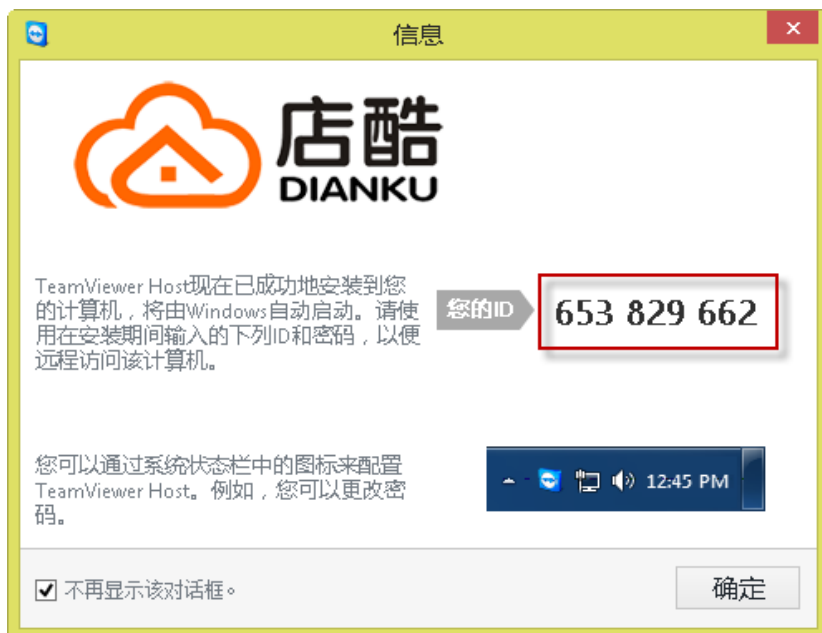 信息
店酷
DIANKU
TeamViewer Host现在已成功地安装到您
的计算机，将由Windows自动启动。请使
用在安装期间输入的下列ID和密码，以便
远程访问该计算机。
您的ID
653 829 662
您可以通过系统状态栏中的图标来配置
TeamViewer Host。例如，您可以更改密
码。
12:45 PM
不再显示该对话框。
确定